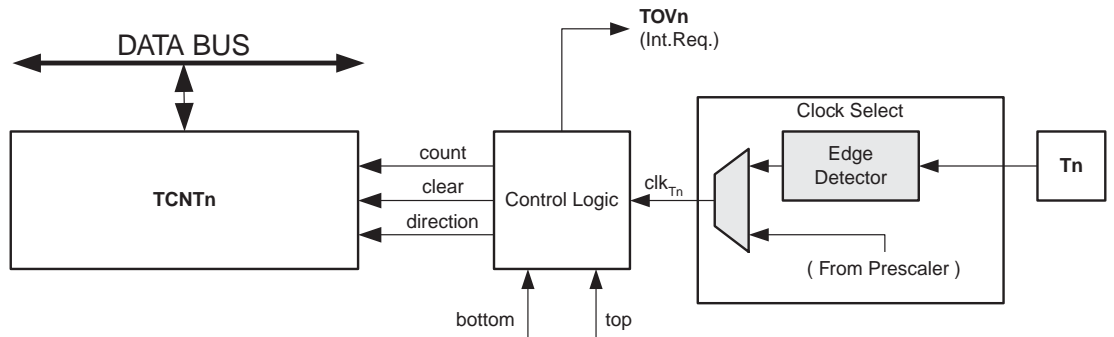 TOVn
(Int.Req.)
DATA BUS
Clock Select
TCNTn
count
clear
direction
Control Logic
clkTn
Edge
Detector
Tn
( From Prescaler )
bottom
top